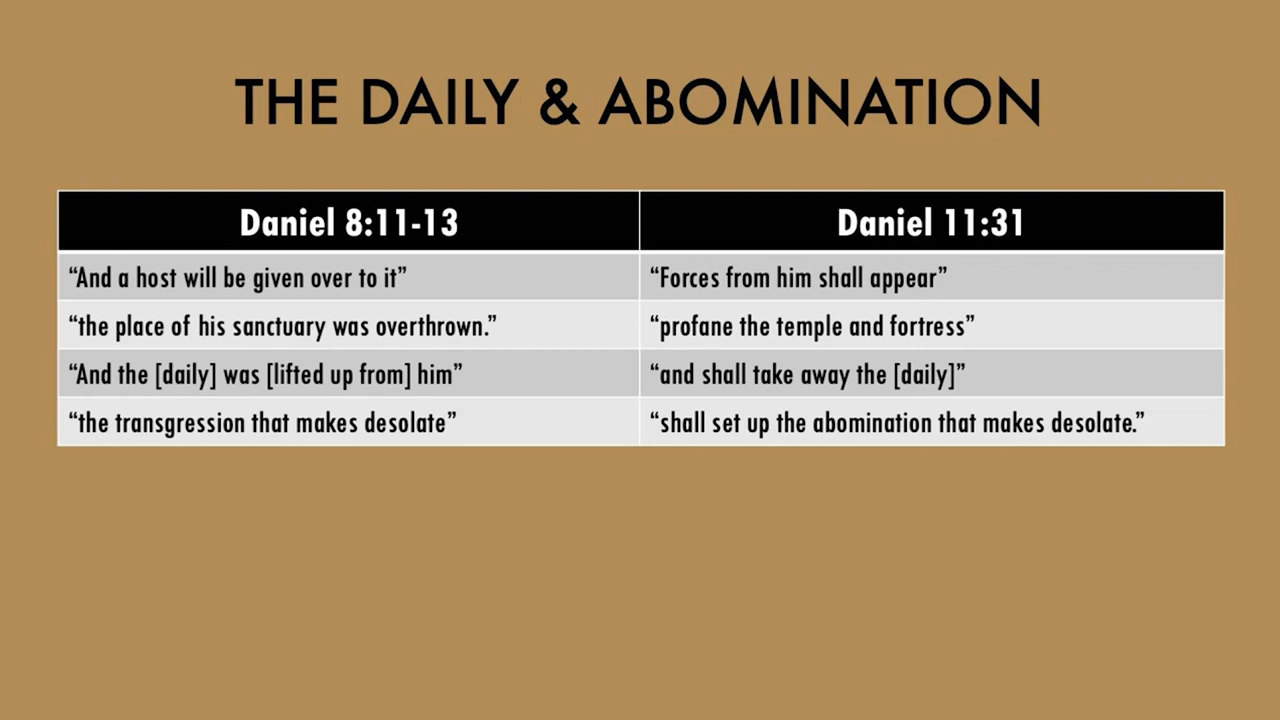 THE DAILY & ABOMINATION
Daniel 8:11-13
Daniel 11:31
“And a host will be given over to it”
“Forces from him shall appear”
“the place of his sanctuary was overthrown.”
“profane the temple and fortress”
“And the [daily] was [lifted up from] him”
“and shall take away the [daily]”
“the transgression that makes desolate”
“shall set up the abomination that makes desolate.”